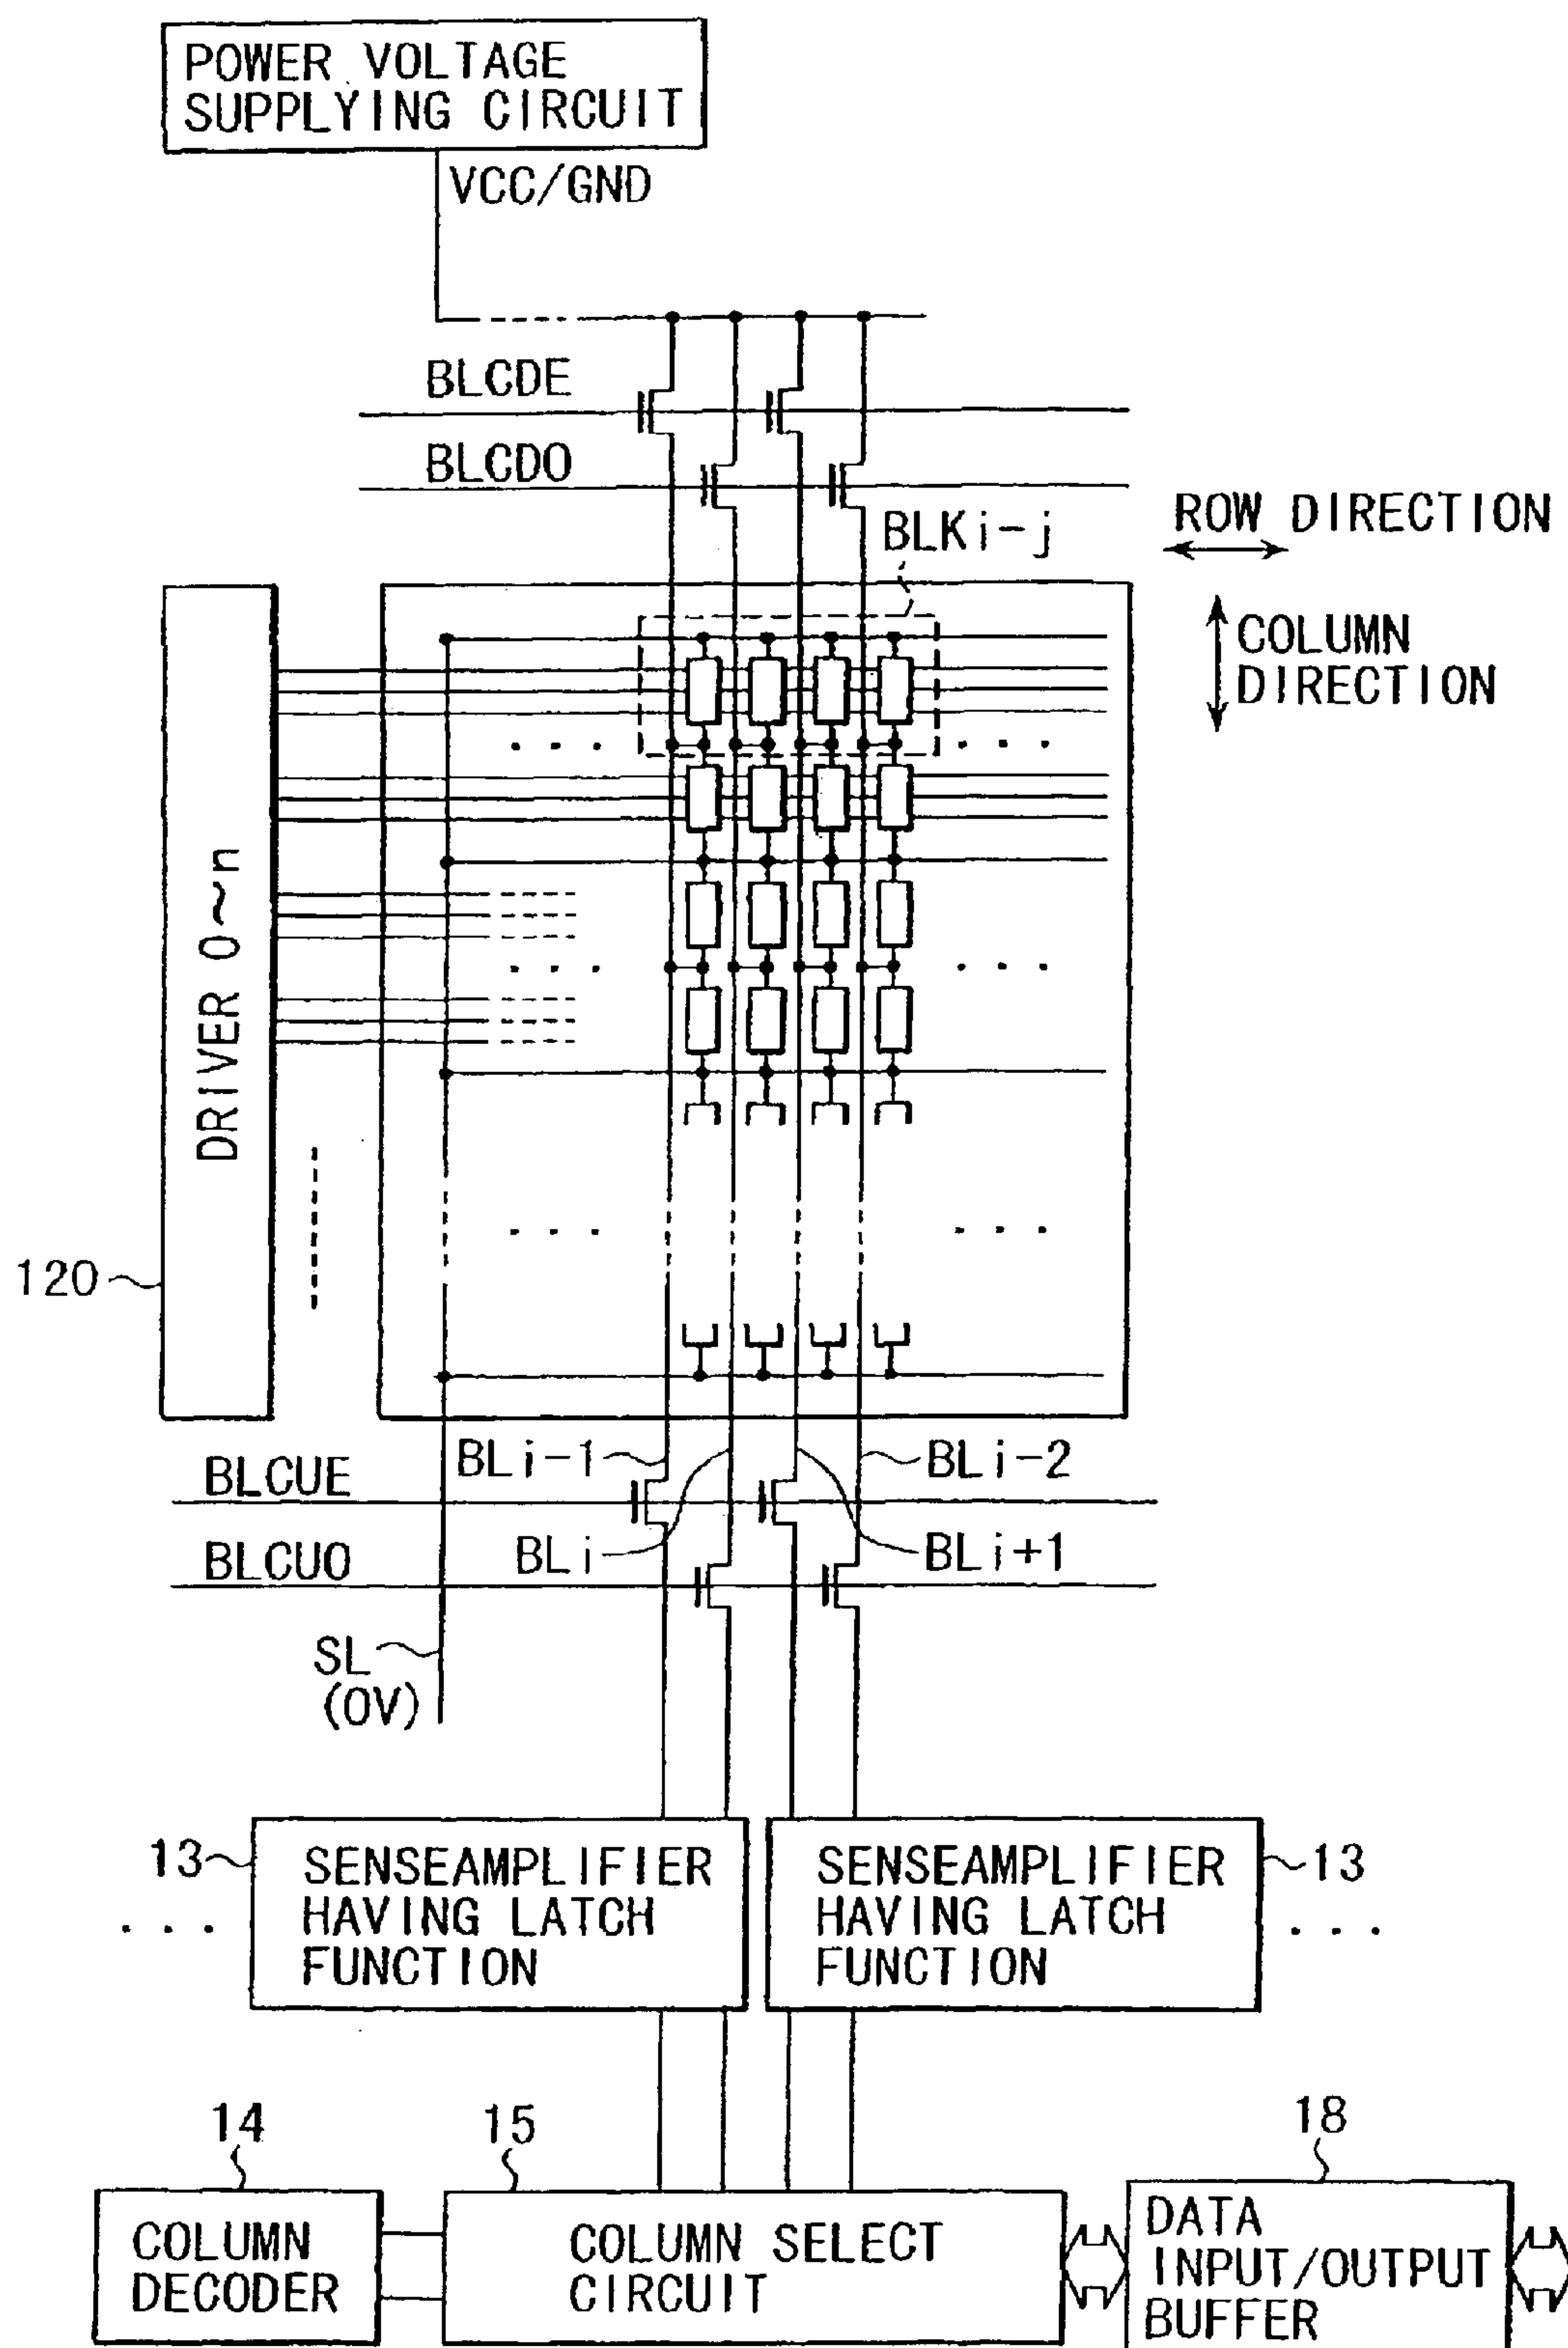 POWER VOLTAGE
SUPPLYING CIRCUIT
VCC/GND
BLCDE
BLCDO
BLKi-j
ROW DIRECTION
COLUMN
DIRECTION
DRIVER 0~n
120
BLi-1
BLi-2
BLCUE
BLi
BLi+1
BLCUO
SL
(0V)
13
SENSEAMPLIFIER
HAVING LATCH
FUNCTION
SENSEAMPLIFIER
HAVING LATCH
FUNCTION
13
14
15
18
COLUMN
DECODER
COLUMN SELECT
CIRCUIT
DATA
INPUT/OUTPUT
BUFFER